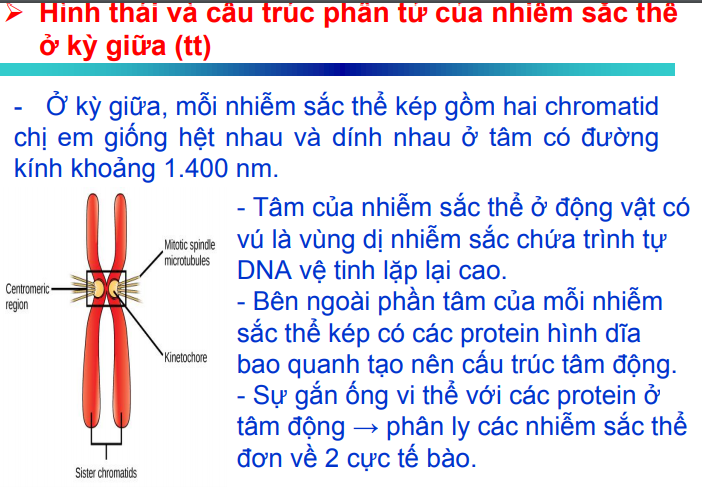 ➤ Hình thái và cấu trúc phân tử của nhiễm sắc thể
ở kỳ giữa (tt)
- Ở kỳ giữa, mỗi nhiễm sắc thể kép gồm hai chromatid
chị em giống hệt nhau và dính nhau ở tâm có đường
kính khoảng 1.400 nm.
- Tâm của nhiễm sắc thể ở động vật có
vú là vùng dị nhiễm sắc chứa trình tự
DNA vệ tinh lặp lại cao.
- Bên ngoài phần tâm của mỗi nhiễm
sắc thể kép có các protein hình dĩa
bao quanh tạo nên cấu trúc tâm động.
- Sự gắn ống vi thể với các protein ở
tâm động → phân ly các nhiễm sắc thể
đơn về 2 cực tế bào.
Mitotic spindle
microtubules
Centromeric
region
Kinetochore
Sister chromatids